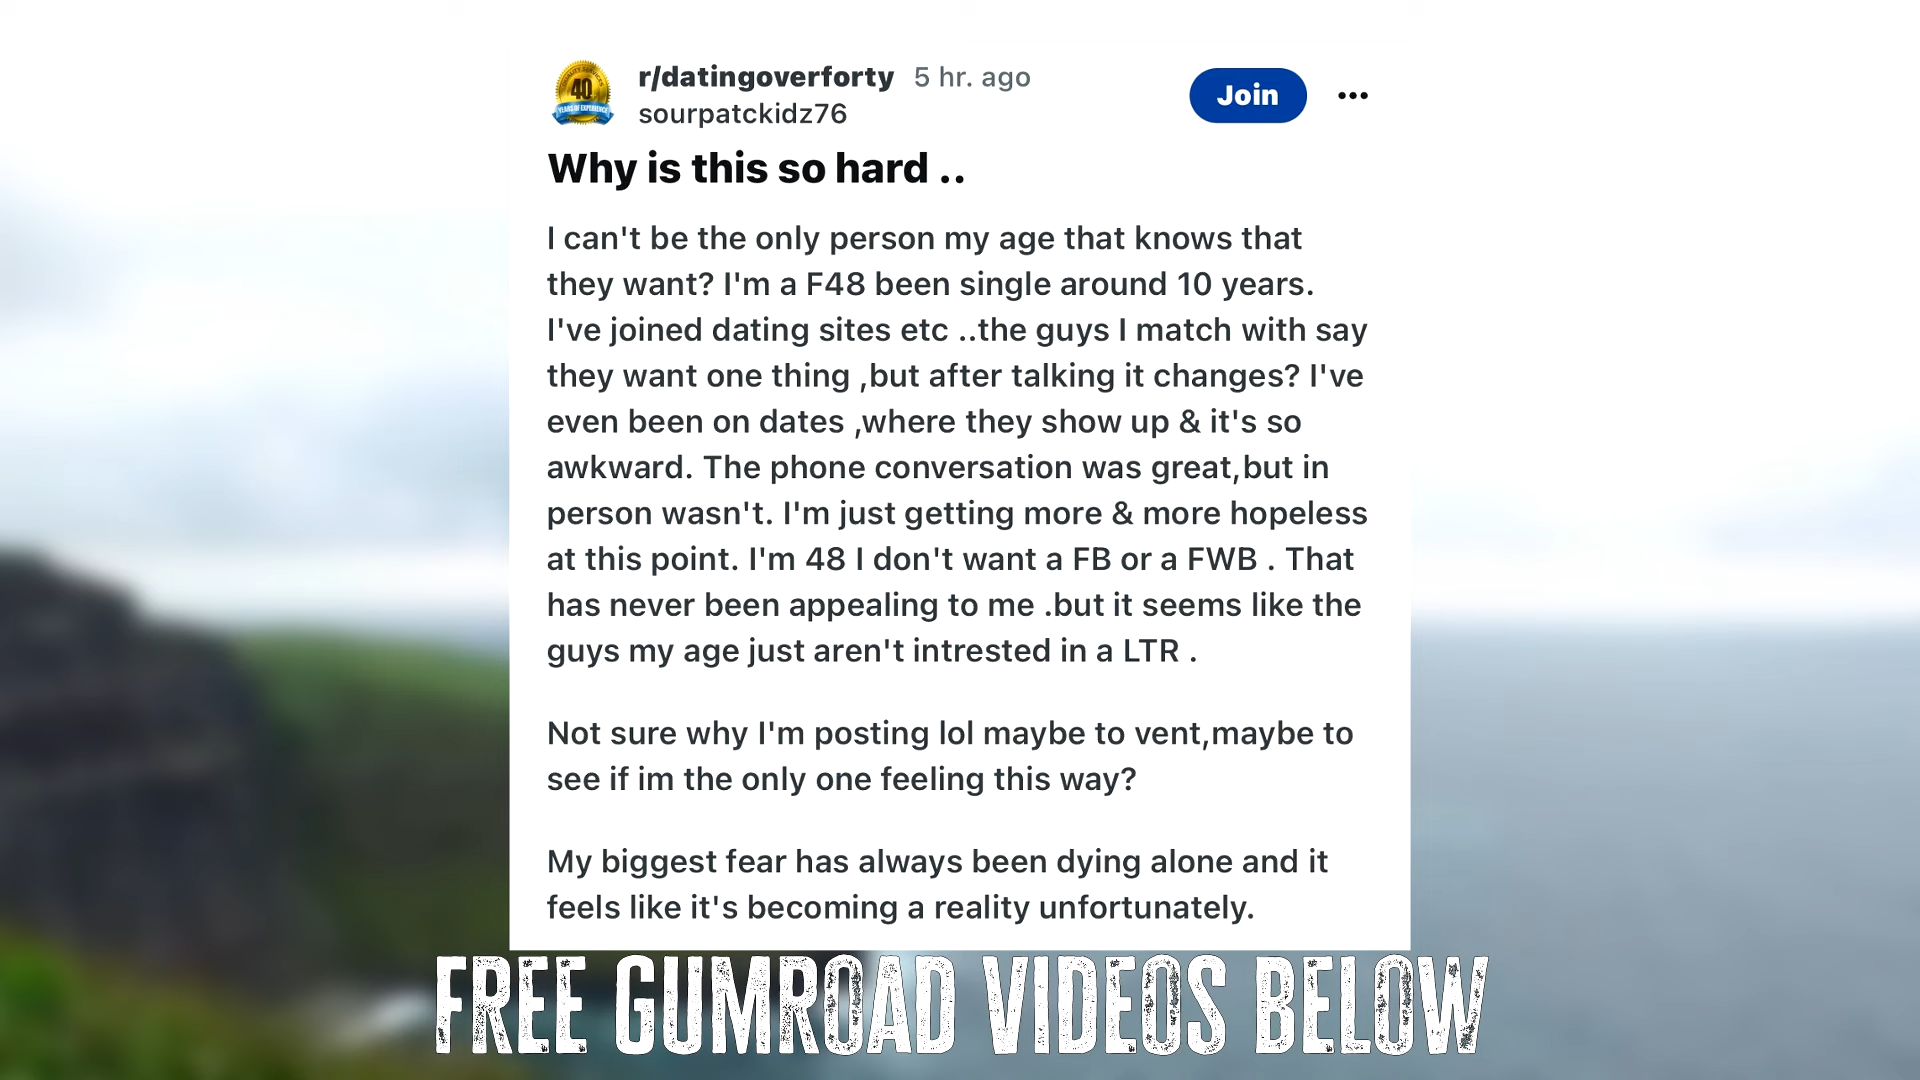 r/datingoverforty 5 hr. ago
sourpatckidz76
Join
40
YEARS OF EXPERIENCE
Why is this so hard ..
I can't be the only person my age that knows that
they want? I'm a F48 been single around 10 years.
I've joined dating sites etc ..the guys I match with say
they want one thing ,but after talking it changes? I've
even been on dates ,where they show up & it's so
awkward. The phone conversation was great,but in
person wasn't. I'm just getting more & more hopeless
at this point. I'm 48 I don't want a FB or a FWB . That
has never been appealing to me .but it seems like the
guys my age just aren't intrested in a LTR .
Not sure why I'm posting lol maybe to vent,maybe to
see if im the only one feeling this way?
My biggest fear has always been dying alone and it
feels like it's becoming a reality unfortunately.
FREE GUMROAD VIDEOS BELOW